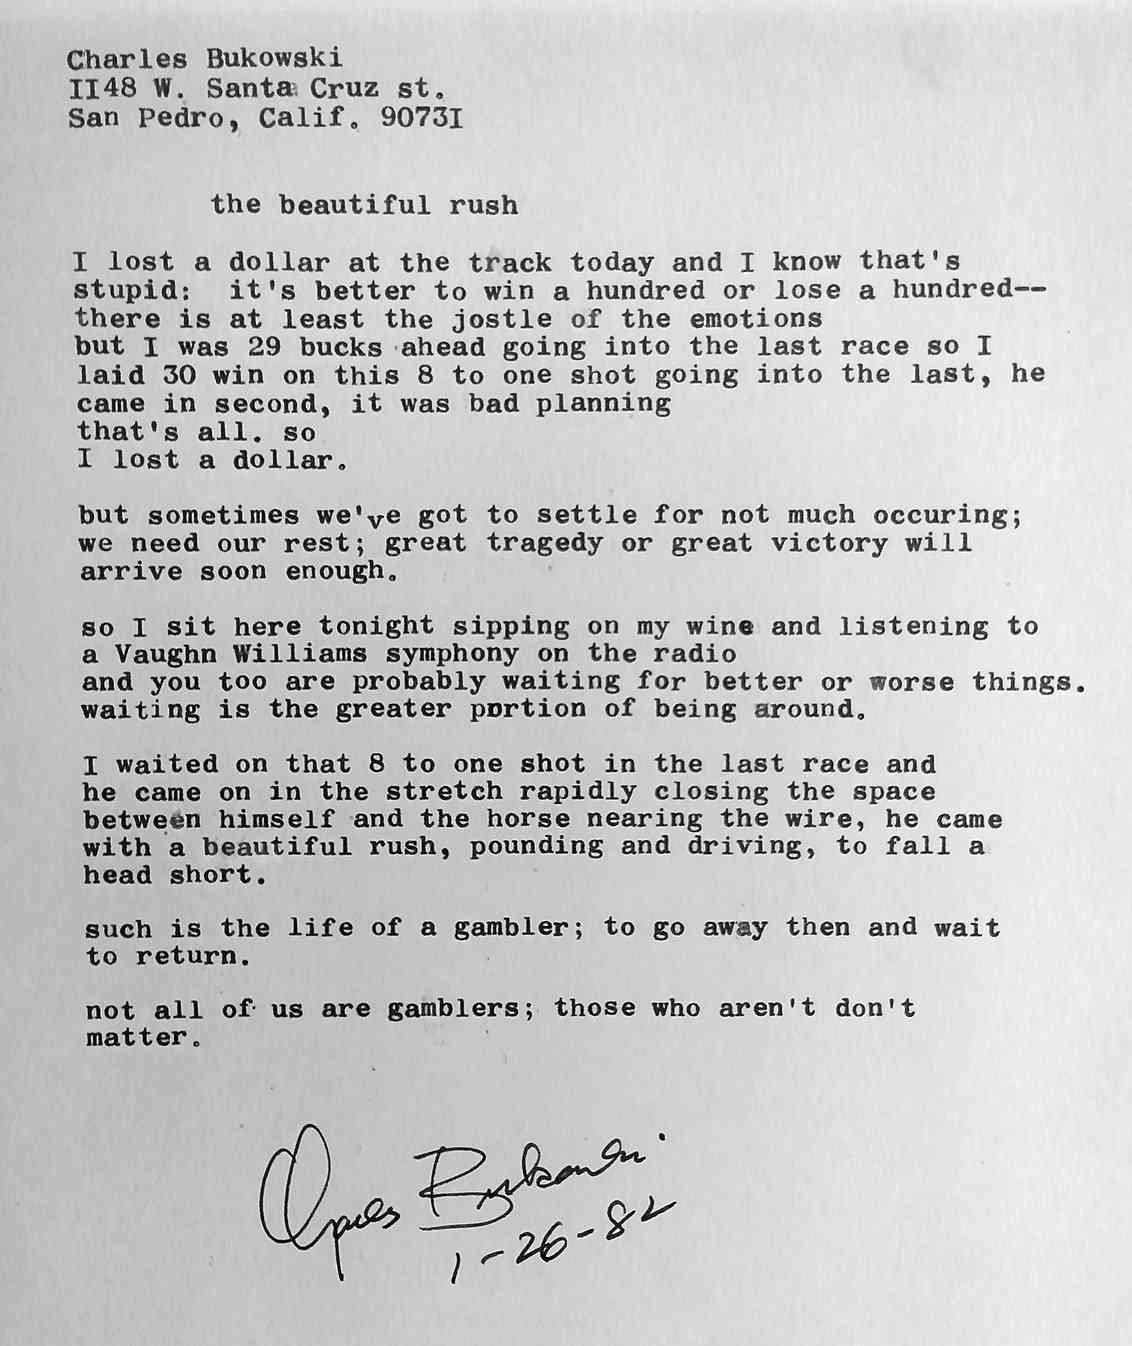 Charles Bukowski
II48 W. Santa Cruz st.
San Pedro, Calif. 9073I
the beautiful rush
I lost a dollar at the track today and I know that's
stupid: it's better to win a hundred or lose a hundred--
there is at least the jostle of the emotions
but I was 29 bucks ahead going into the last race so I
laid 30 win on this 8 to one shot going into the last, he
came in second, it was bad planning
that's all. so
I lost a dollar.
but sometimes we've got to settle for not much occuring;
we need our rest; great tragedy or great victory will
arrive soon enough.
so I sit here tonight sipping on my wine and listening to
a Vaughn Williams symphony on the radio
and you too are probably waiting for better or worse things.
waiting is the greater portion of being around.
I waited on that 8 to one shot in the last race and
he came on in the stretch rapidly closing the space
between himself and the horse nearing the wire, he came
with a beautiful rush, pounding and driving, to fall a
head short.
such is the life of a gambler; to go away then and wait
to return.
not all of us are gamblers; those who aren't don't
matter.
Charles Bukowski
1-26-82